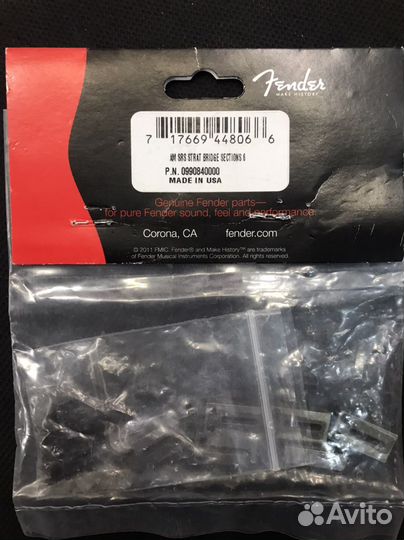 Fender
MAKE HISTORY™
7 17669 44806 6
AM SRS STRAT BRIDGE SECTIONS 6
P.N. 0990840000
MADE IN USA
Genuine Fender parts—
for pure Fender sound, feel and performance.
Corona, CA fender.com
© 2011 FMIC. Fender® and Make History™ are trademarks
of Fender Musical Instruments Corporation. All rights reserved.
Avito